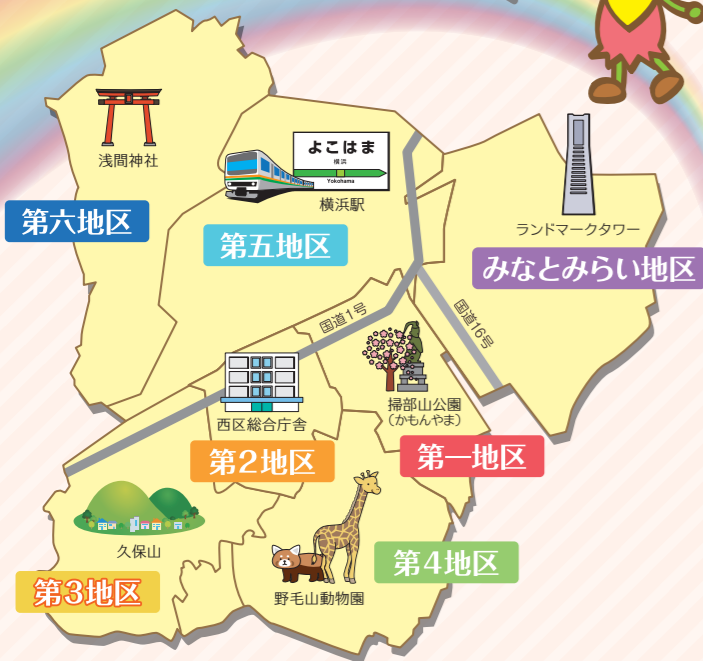 浅間神社
第六地区
よこはま
横浜
Yokohama
横浜駅
第五地区
ランドマークタワー
みなとみらい地区
国道1号
国道16号
西区総合庁舎
第2地区
掃部山公園
(かもんやま)
第一地区
久保山
第3地区
野毛山動物園
第4地区